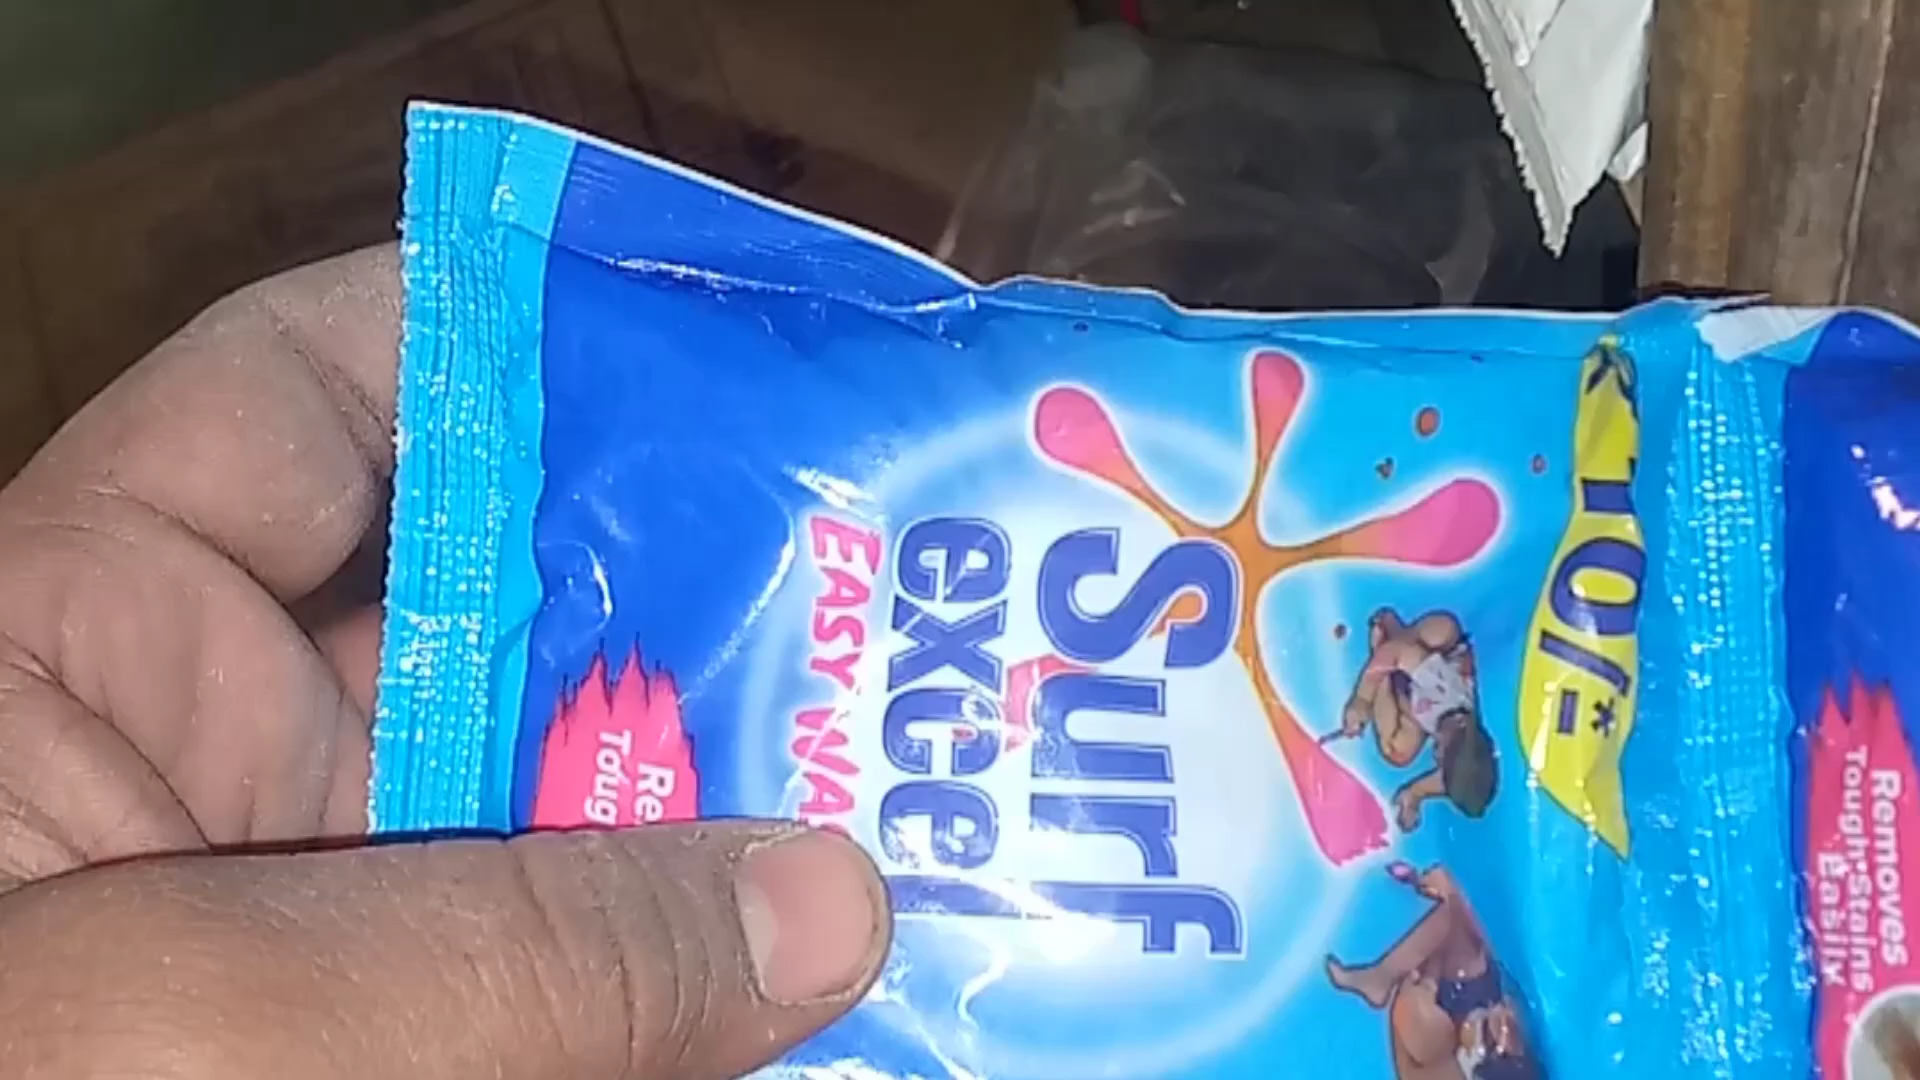 ₹10/-*
Surf
excel
EASY
Removes
Tough Stains
Easily